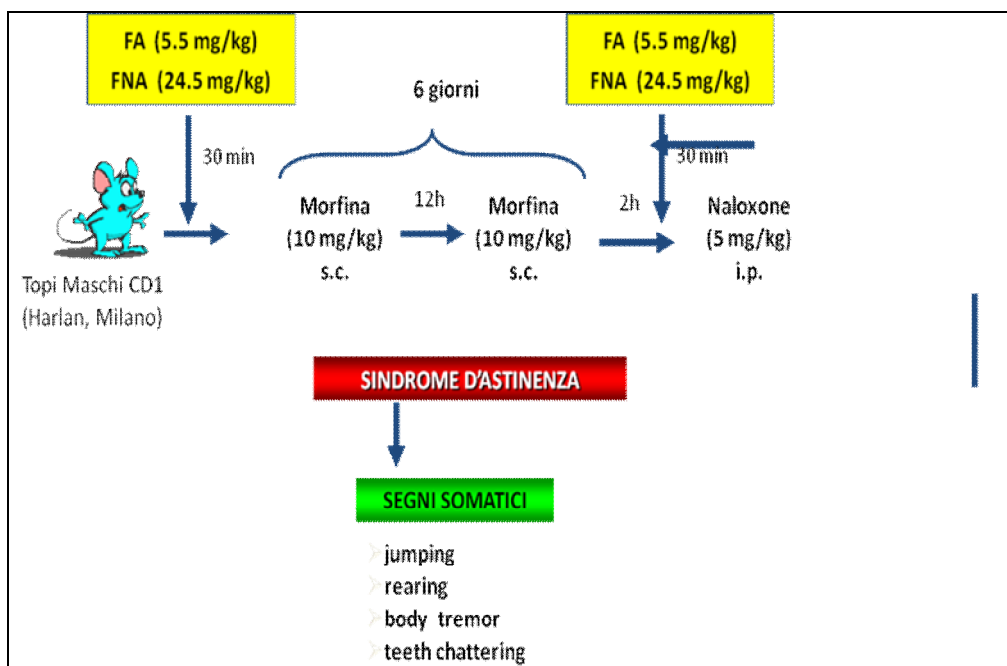 FA (5.5 mg/kg)
FNA (24.5 mg/kg)
FA (5.5 mg/kg)
FNA (24.5 mg/kg)
6 giorni
30 min
30 min
Morfina
(10 mg/kg)
s.c.
12h
Morfina
(10 mg/kg)
s.c.
2h
Naloxone
(5 mg/kg)
i.p.
Topi Maschi CD1
(Harlan, Milano)
SINDROME D'ASTINENZA
SEGNI SOMATICI
jumping
rearing
body tremor
teeth chattering